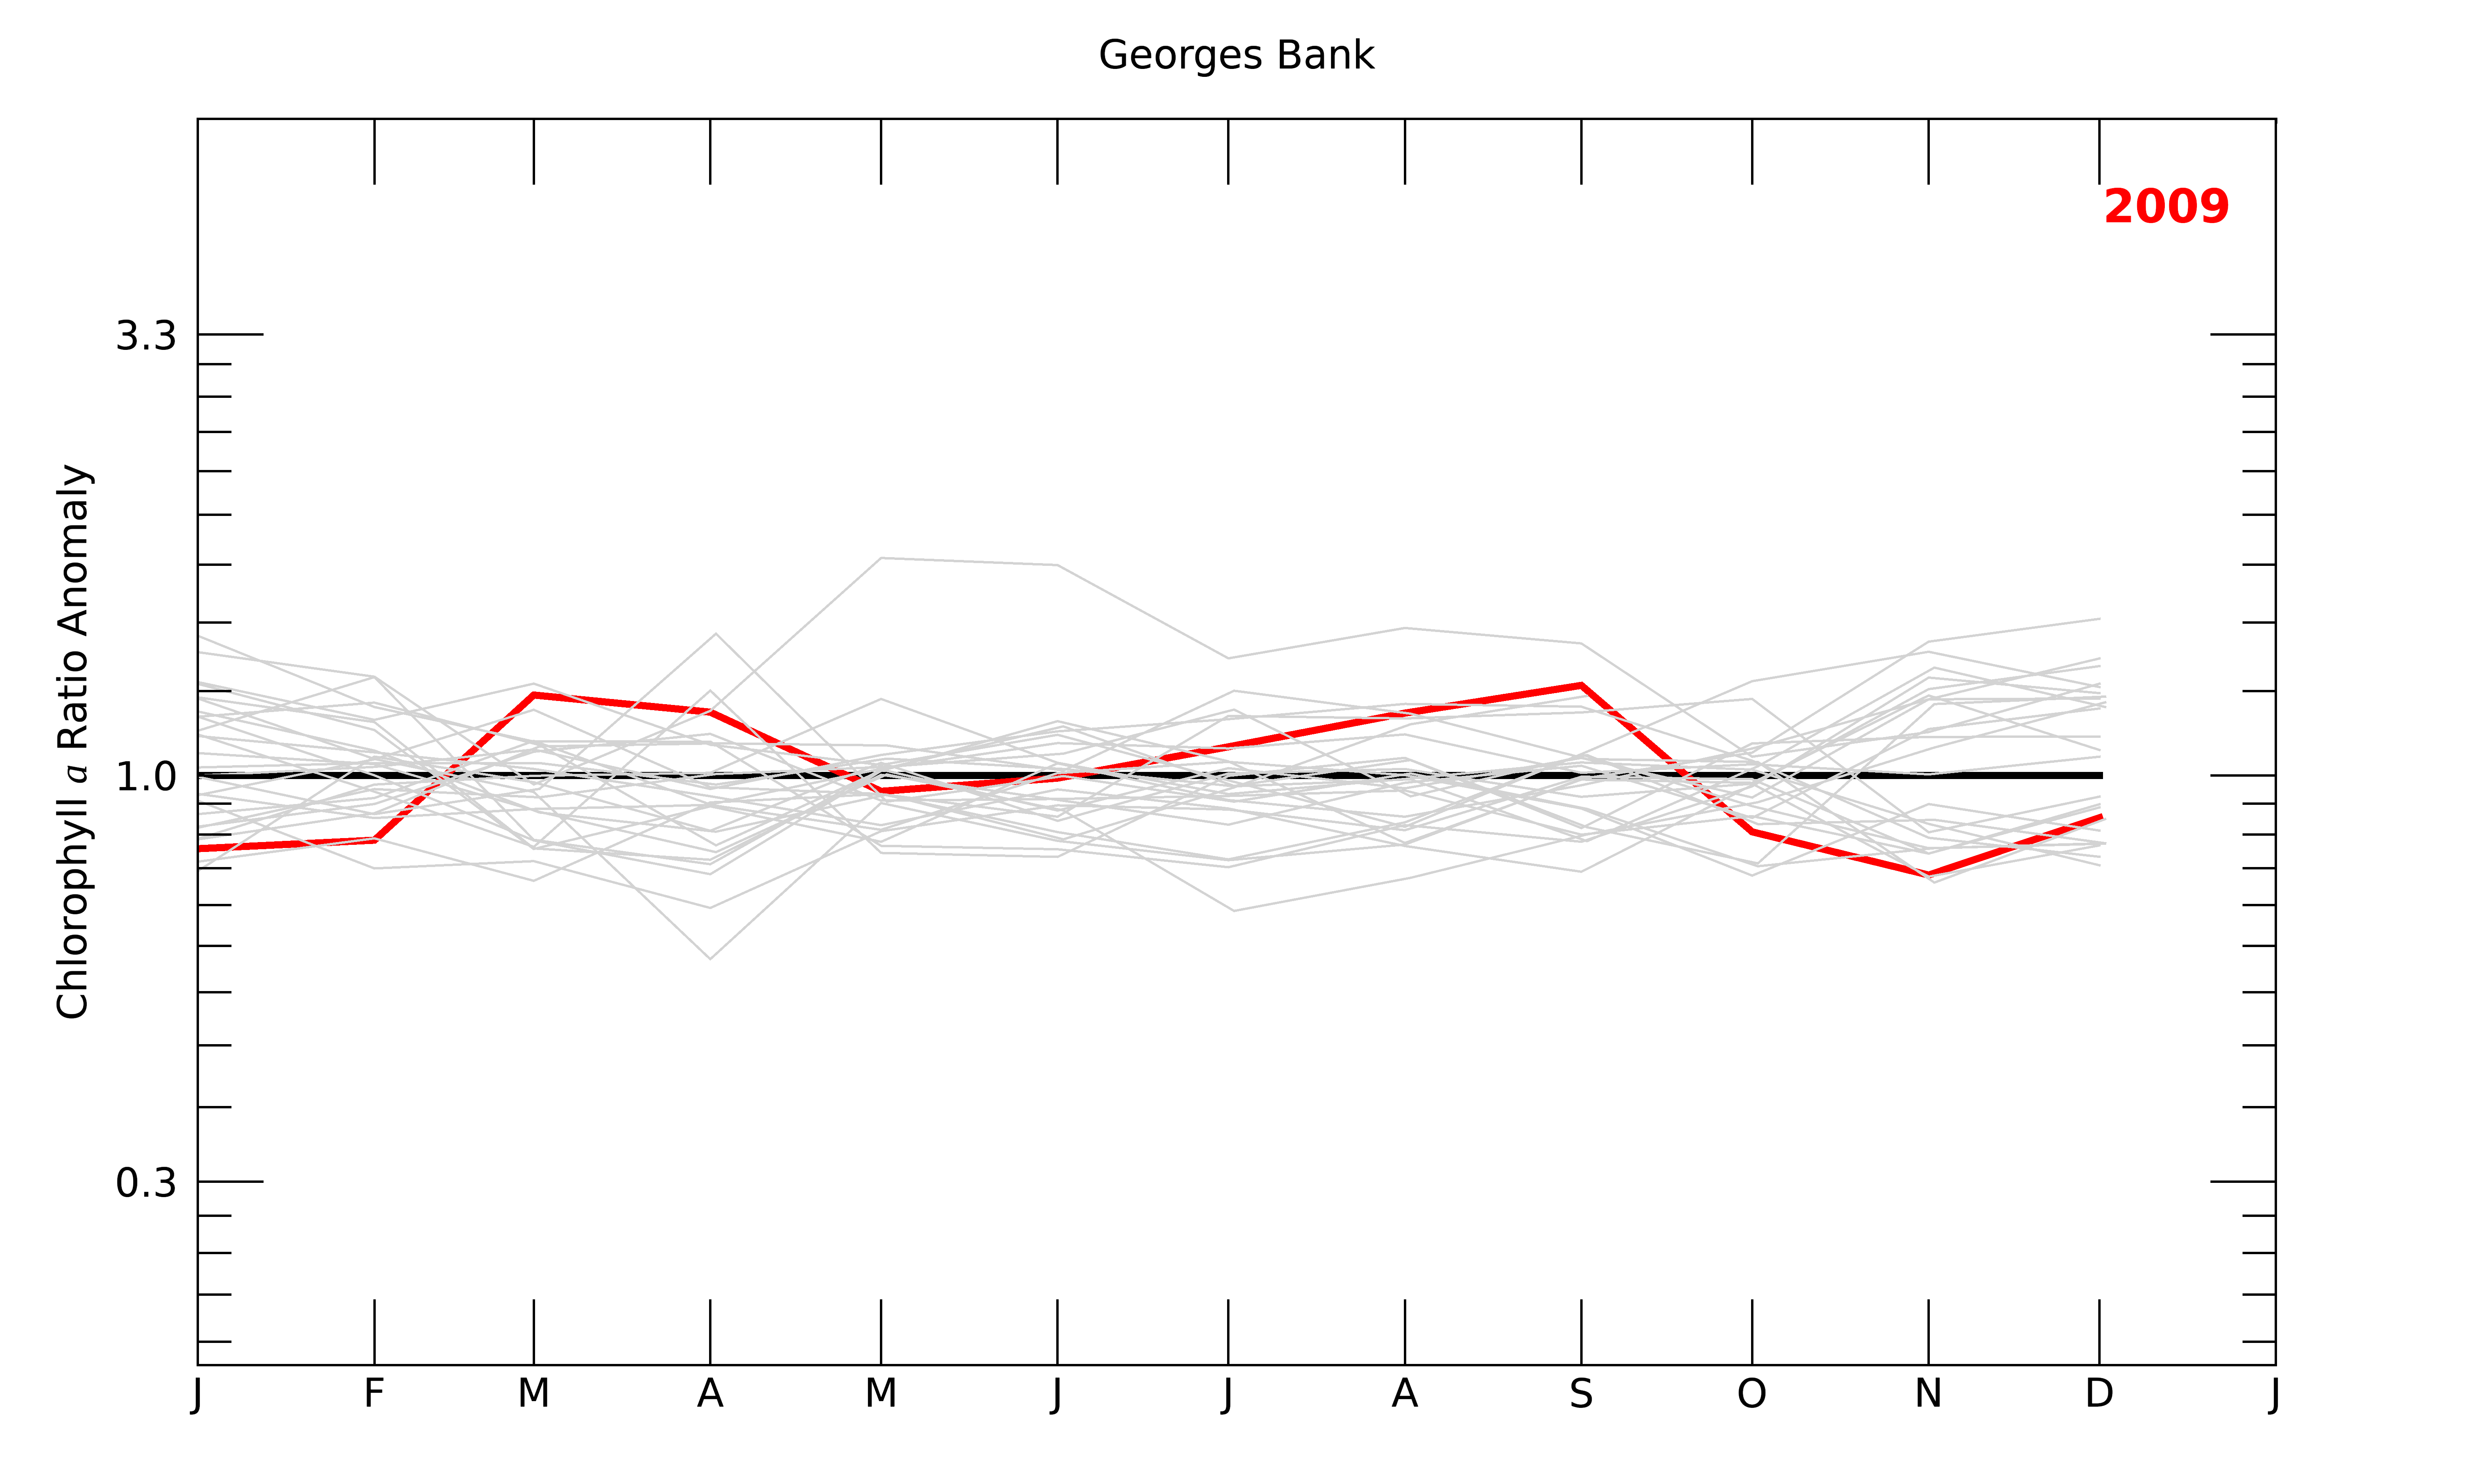 Georges Bank
2009
Chlorophyll a Ratio Anomaly
3.3
1.0
0.3
J F M A M J J A S O N D J